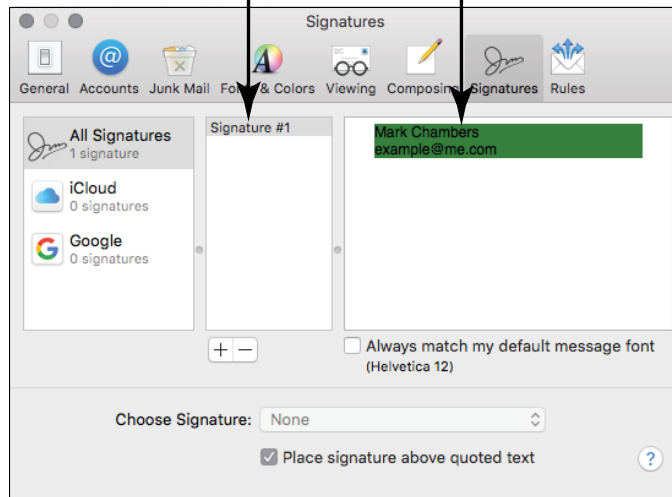 Signatures
General Accounts Junk Mail Fonts & Colors Viewing Composing Signatures Rules
All Signatures
1 signature
iCloud
0 signatures
Google
0 signatures
Signature #1
Mark Chambers
example@me.com
Always match my default message font
(Helvetica 12)
Choose Signature: None
Place signature above quoted text
?